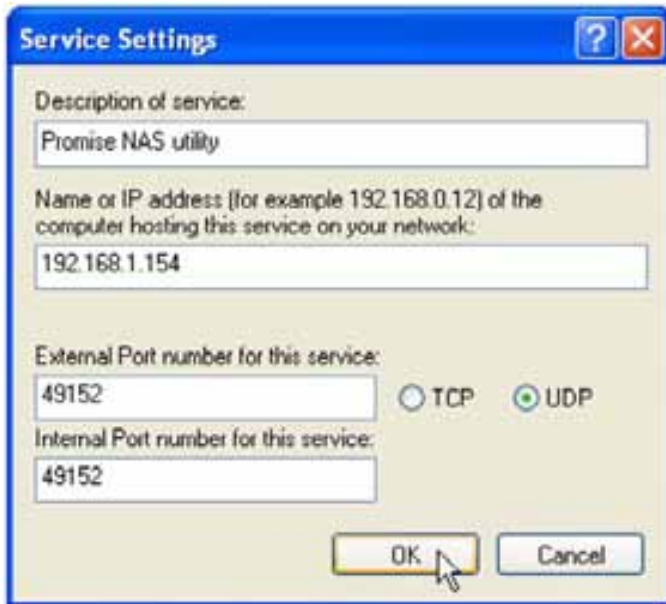 Service Settings
Description of service:
Promise NAS utility
Name or IP address (for example 192.168.0.12) of the
computer hosting this service on your network:
192.168.1.154
External Port number for this service:
49152
TCP
UDP
Internal Port number for this service:
49152
OK
Cancel